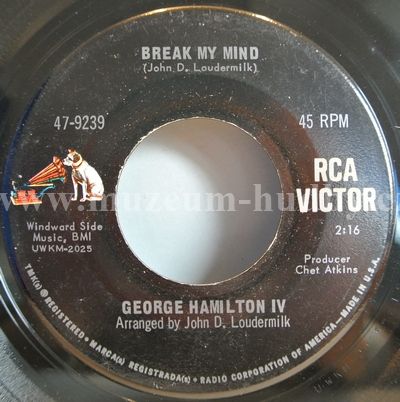 BREAK MY MIND
(John D. Loudermilk)
47-9239
45 RPM
RCA
VICTOR
2:16
Windward Side
Music, BMI
UWKM-2025
Producer
Chet Atkins
GEORGE HAMILTON IV
Arranged by John D. Loudermilk
TMK(s) ® REGISTERED • MARCA(s) REGISTRADA(s) • RADIO CORPORATION OF AMERICA—MADE IN U.S.A.